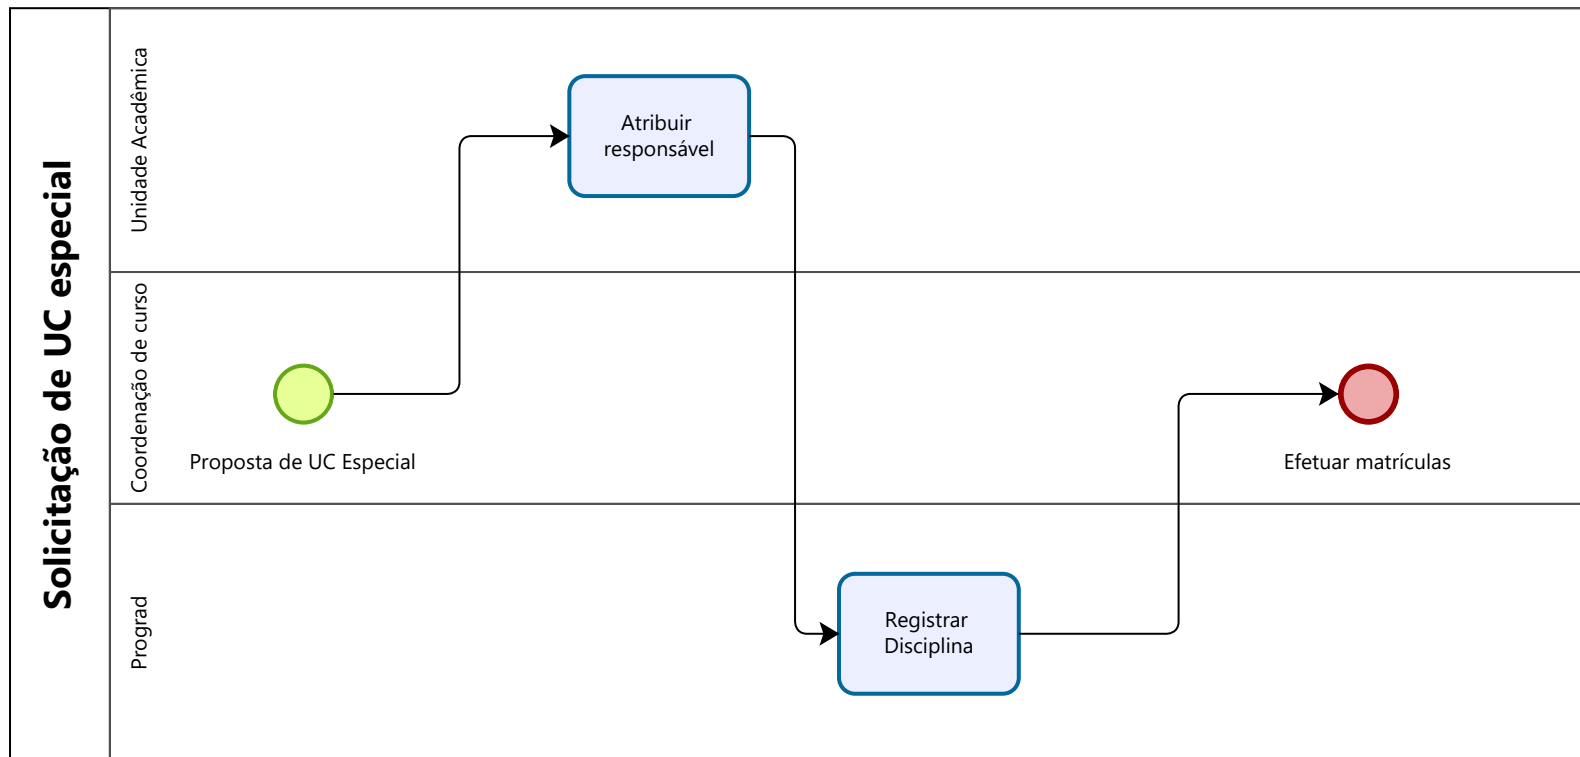 Solicitação de UC especial
Unidade Acadêmica
Atribuir
responsável
Coordenação de curso
Proposta de UC Especial
Efetuar matrículas
Prograd
Registrar
Disciplina